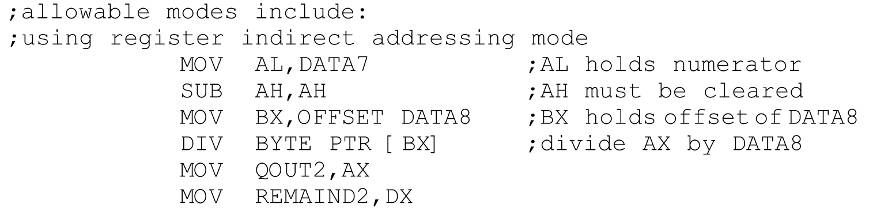 ;allowable modes include:
;using register indirect addressing mode
MOV AL,DATA7 ;AL holds numerator
SUB AH,AH ;AH must be cleared
MOV BX,OFFSET DATA8 ;BX holds offset of DATA8
DIV BYTE PTR [ BX] ;divide AX by DATA8
MOV QOUT2,AX
MOV REMAIND2,DX